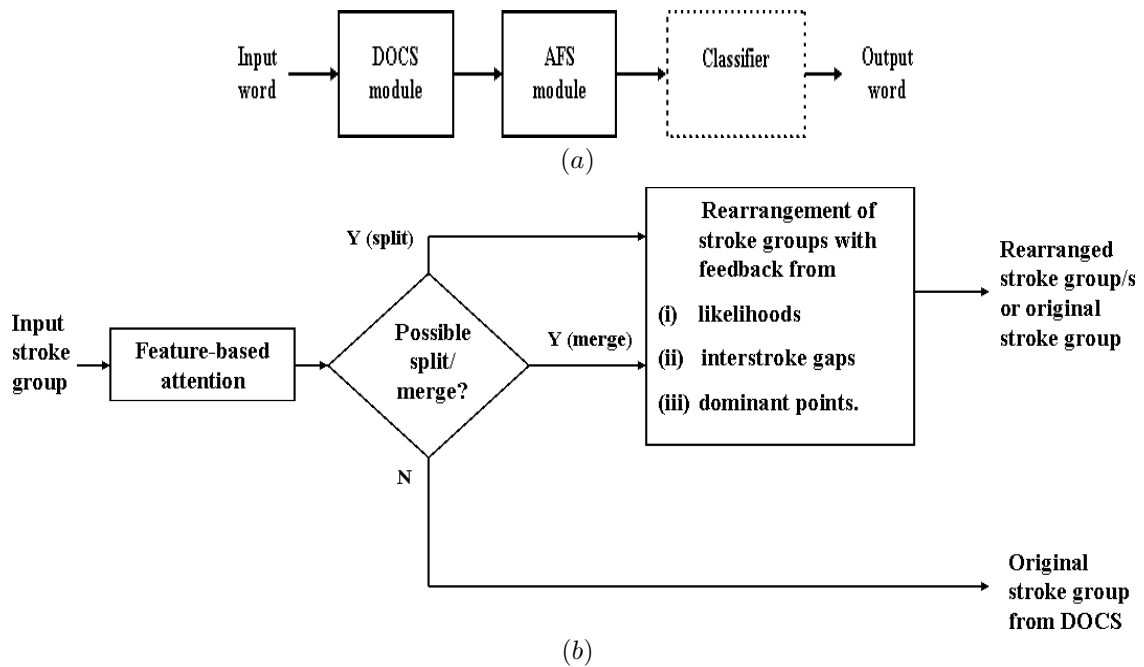 Input
word
DOCS
module
AFS
module
Classifier
Output
word
(a)
Input
stroke
group
Feature-based
attention
Possible
split/
merge?
Y (split)
Y (merge)
N
Rearrangement of
stroke groups with
feedback from
(i) likelihoods
(ii) interstroke gaps
(iii) dominant points.
Rearranged
stroke group/s
or original
stroke group
Original
stroke group
from DOCS
(b)